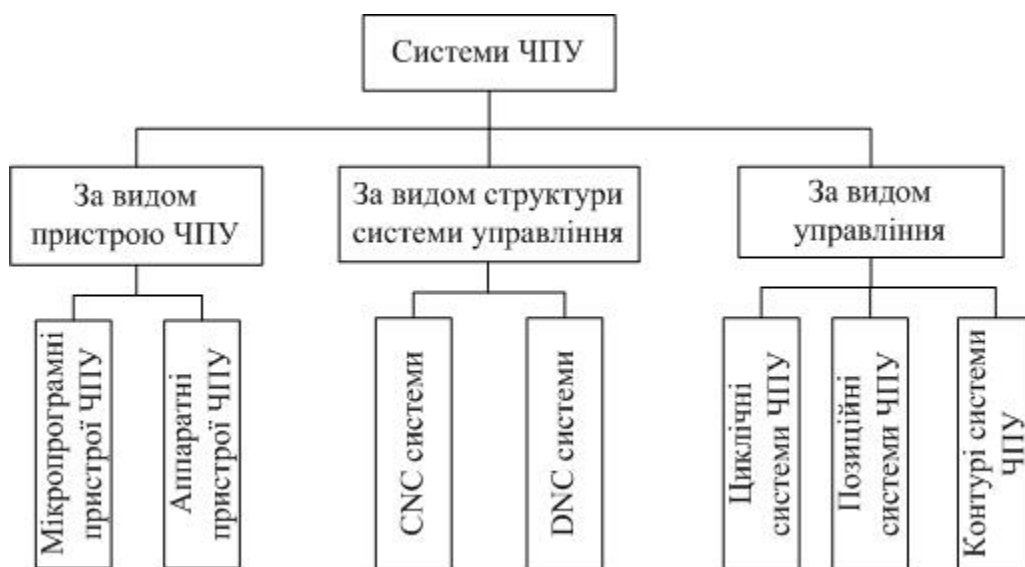 Системи ЧПУ
За видом
пристрою ЧПУ
За видом структури
системи управління
За видом
управління
Мікропрограмні
пристрої ЧПУ
Аппаратні
пристрої ЧПУ
CNC системи
DNC системи
Циклічні
системи ЧПУ
Позиційні
системи ЧПУ
Контурі системи
ЧПУ